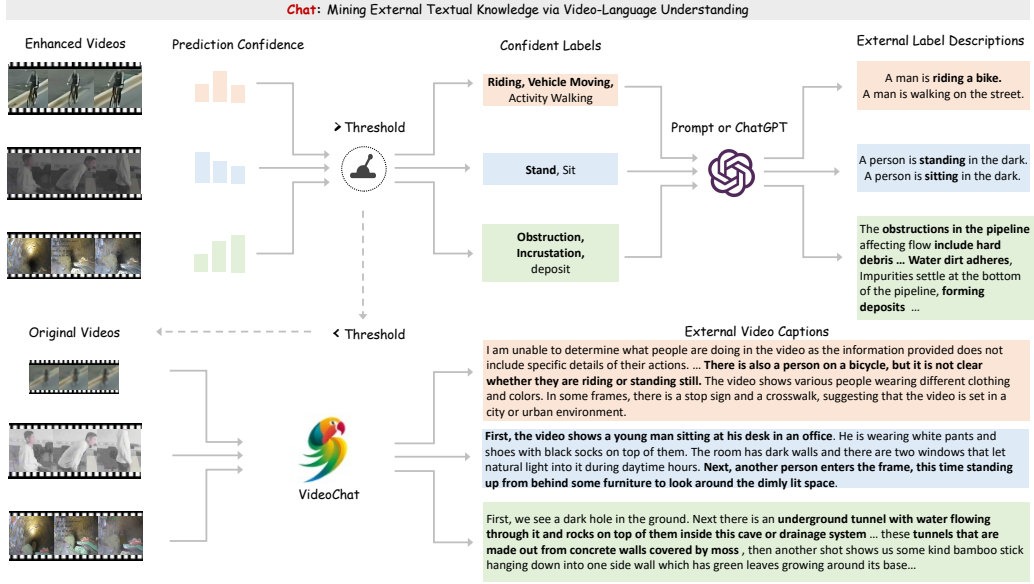 Chat: Mining External Textual Knowledge via Video-Language Understanding
Enhanced Videos
Prediction Confidence
Confident Labels
External Label Descriptions
Riding, Vehicle Moving,
Activity Walking
A man is riding a bike.
A man is walking on the street.
> Threshold
Prompt or ChatGPT
Stand, Sit
A person is standing in the dark.
A person is sitting in the dark.
Obstruction,
Incrustation,
deposit
The obstructions in the pipeline
affecting flow include hard
debris ... Water dirt adheres,
Impurities settle at the bottom
of the pipeline, forming
deposits ...
Original Videos
< Threshold
External Video Captions
I am unable to determine what people are doing in the video as the information provided does not
include specific details of their actions. ... There is also a person on a bicycle, but it is not clear
whether they are riding or standing still. The video shows various people wearing different clothing
and colors. In some frames, there is a stop sign and a crosswalk, suggesting that the video is set in a
city or urban environment.
First, the video shows a young man sitting at his desk in an office. He is wearing white pants and
shoes with black socks on top of them. The room has dark walls and there are two windows that let
natural light into it during daytime hours. Next, another person enters the frame, this time standing
up from behind some furniture to look around the dimly lit space.
VideoChat
First, we see a dark hole in the ground. Next there is an underground tunnel with water flowing
through it and rocks on top of them inside this cave or drainage system ... these tunnels that are
made out from concrete walls covered by moss , then another shot shows us some kind bamboo stick
hanging down into one side wall which has green leaves growing around its base...